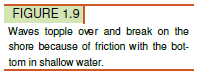 FIGURE 1.9
Waves topple over and break on the
shore because of friction with the bot-
tom in shallow water.